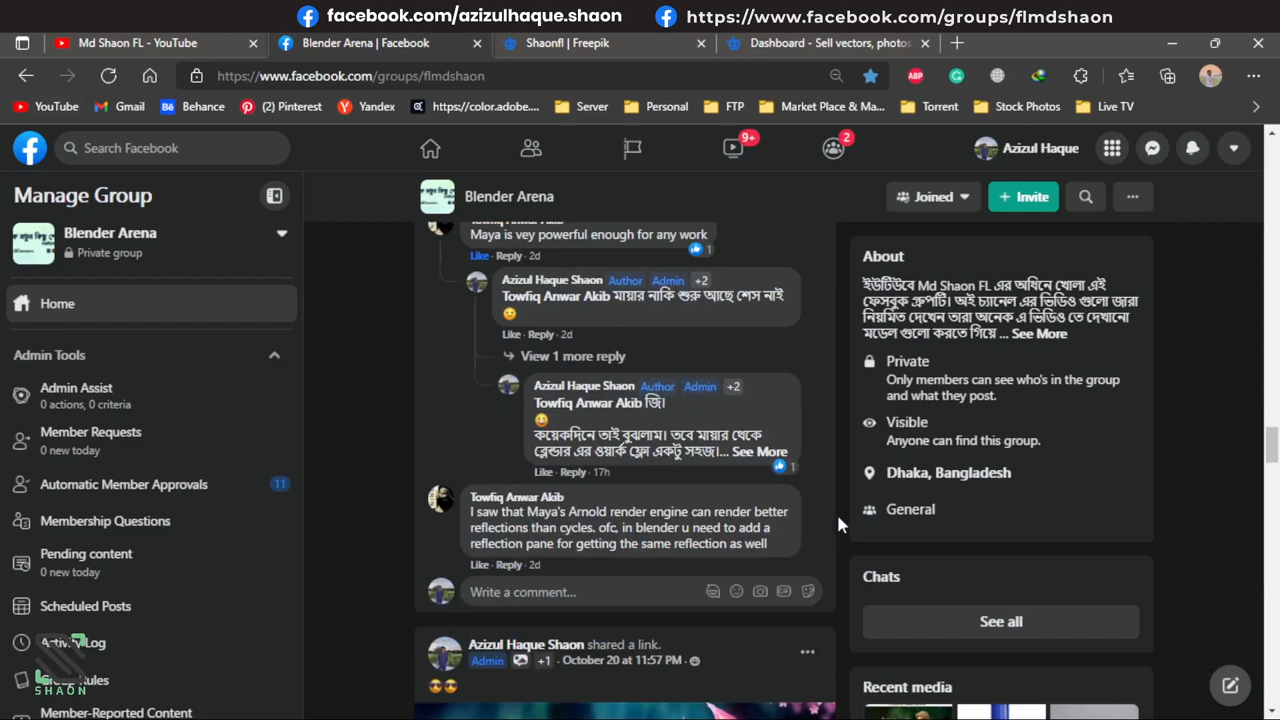 facebook.com/azizulhaque.shaon https://www.facebook.com/groups/flmdshaon
Md Shaon FL - YouTube Blender Arena | Facebook Shaonfl | Freepik Dashboard - Sell vectors, photos,
https://www.facebook.com/groups/flmdshaon
YouTube Gmail Behance (2) Pinterest Yandex https://color.adobe.... Server Personal FTP Market Place & Ma... Torrent Stock Photos Live TV
Search Facebook 9+ 2 Azizul Haque
Manage Group
Blender Arena
Private group
Home
Admin Tools
Admin Assist
0 actions, 0 criteria
Member Requests
0 new today
Automatic Member Approvals 11
Membership Questions
Pending content
0 new today
Scheduled Posts
Activity Log
Group Rules
Member-Reported Content
SHAON
Blender Arena Joined + Invite
Towfiq Anwar Akib
Maya is vey powerful enough for any work
1
Like · Reply · 2d
Azizul Haque Shaon Author Admin +2
Towfiq Anwar Akib মায়ার নাকি শুরু আছে শেস নাই
Like · Reply · 2d
View 1 more reply
Azizul Haque Shaon Author Admin +2
Towfiq Anwar Akib জি।
কয়েকদিনে তাই বুঝলাম। তবে মায়ার থেকে
ব্লেন্ডার এর ওয়ার্ক ফ্লো একটু সহজ।... See More
1
Like · Reply · 17h
Towfiq Anwar Akib
I saw that Maya's Arnold render engine can render better
reflections than cycles. ofc, in blender u need to add a
reflection pane for getting the same reflection as well
Like · Reply · 2d
Write a comment...
Azizul Haque Shaon shared a link.
Admin +1 · October 20 at 11:57 PM ·
About
ইউটিউবে Md Shaon FL এর অধিনে খোলা এই
ফেসবুক গ্রুপটি। অই চ্যানেল এর ভিডিও গুলো জ়ারা
নিয়মিত দেখেন তারা অনেক এ ভিডিও তে দেখানো
মডেল গুলো করতে গিয়ে ... See More
Private
Only members can see who's in the group
and what they post.
Visible
Anyone can find this group.
Dhaka, Bangladesh
General
Chats
See all
Recent media